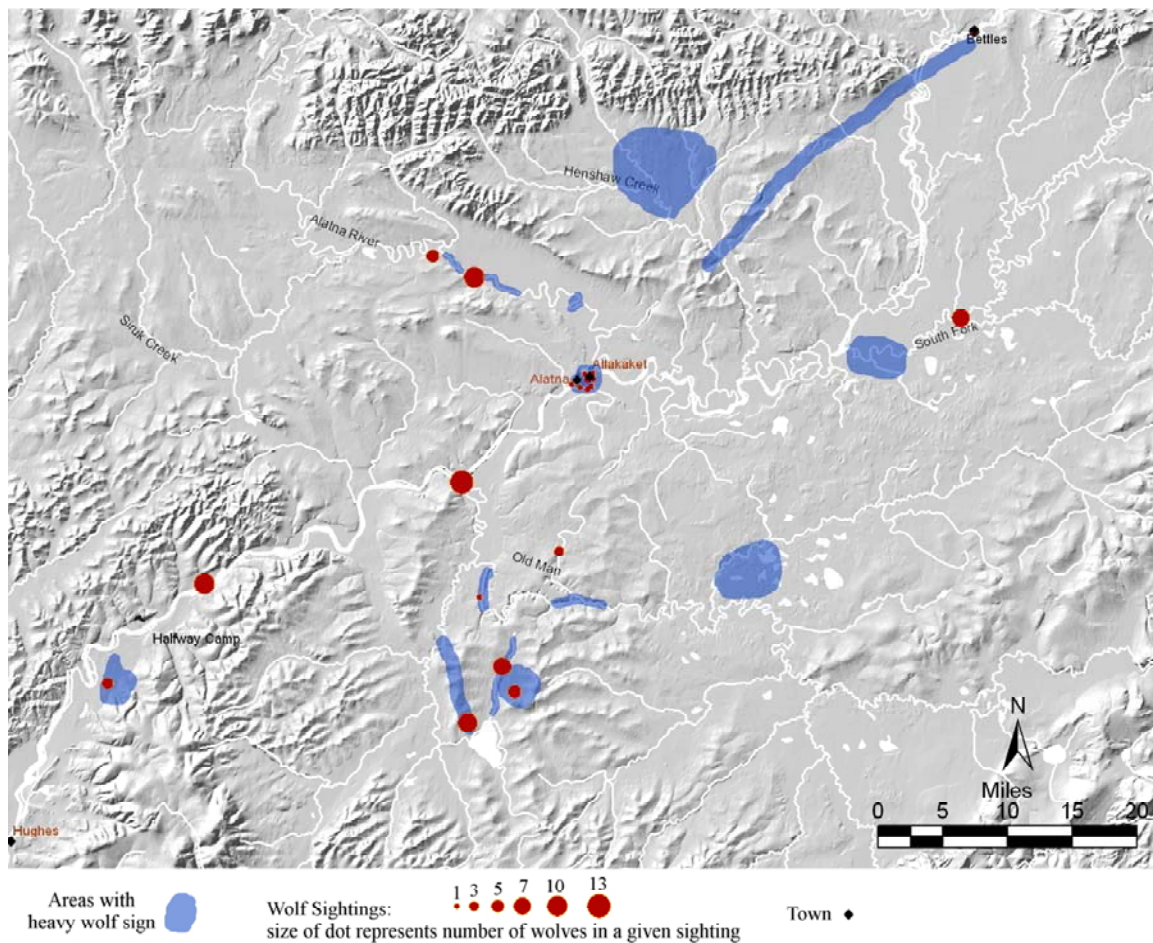 Bettles
Henshaw Creek
Alatna River
Siruk Creek
South Fork
Allakaket
Alatna
Old Man
Halfway Camp
N
Miles
0 5 10 15 20
Hughes
Areas with
heavy wolf sign
1 3 5 7 10 13
Wolf Sightings:
size of dot represents number of wolves in a given sighting
Town